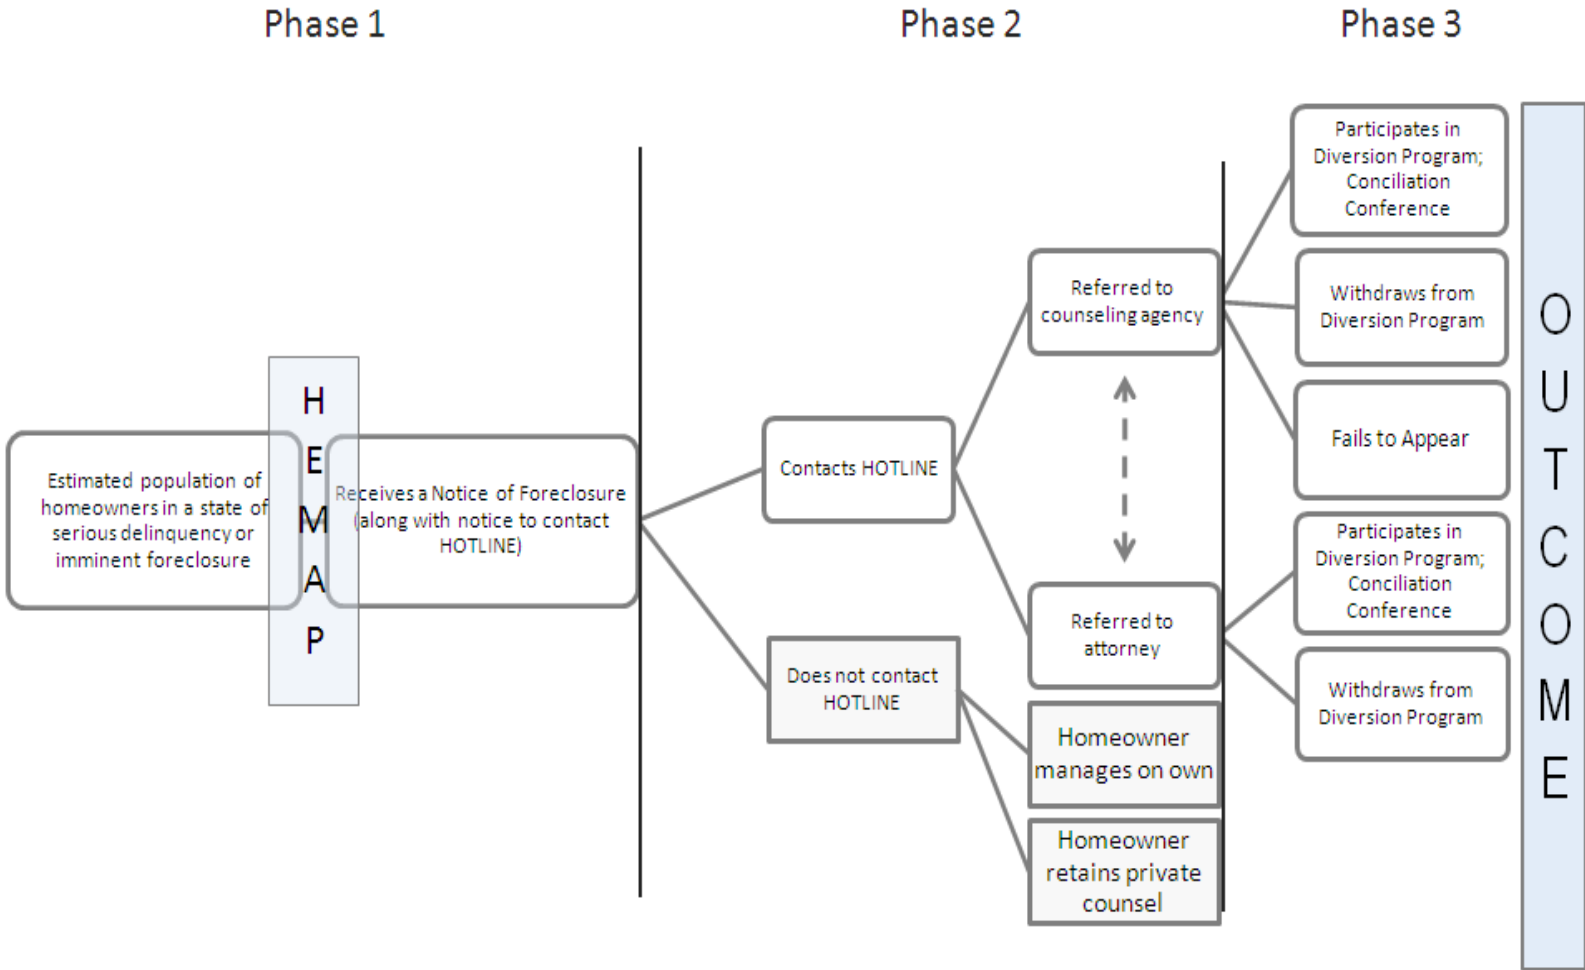 Phase 1
Phase 2
Phase 3
Estimated population of
homeowners in a state of
serious delinquency or
imminent foreclosure
H
E
M
A
P
Receives a Notice of Foreclosure
(along with notice to contact
HOTLINE)
Contacts HOTLINE
Does not contact
HOTLINE
Referred to
counseling agency
Referred to
attorney
Homeowner
manages on own
Homeowner
retains private
counsel
Participates in
Diversion Program;
Conciliation
Conference
Withdraws from
Diversion Program
Fails to Appear
Participates in
Diversion Program;
Conciliation
Conference
Withdraws from
Diversion Program
O
U
T
C
O
M
E